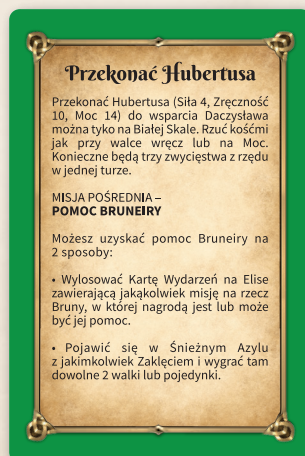 Przekonać Hubertusa
Przekonać Hubertusa (Siła 4, Zręczność
10, Moc 14) do wsparcia Daczysława
można tyko na Białej Skale. Rzuć kośćmi
jak przy walce wręcz lub na Moc.
Konieczne będą trzy zwycięstwa z rzędu
w jednej turze.
MISJA POŚREDNIA –
POMOC BRUNEIRY
Możesz uzyskać pomoc Bruneiry na
2 sposoby:
• Wylosować Kartę Wydarzeń na Elise
zawierającą jakąkolwiek misję na rzecz
Bruny, w której nagrodą jest lub może
być jej pomoc.
• Pojawić się w Śnieżnym Azylu
z jakimkolwiek Zaklęciem i wygrać tam
dowolne 2 walki lub pojedynki.